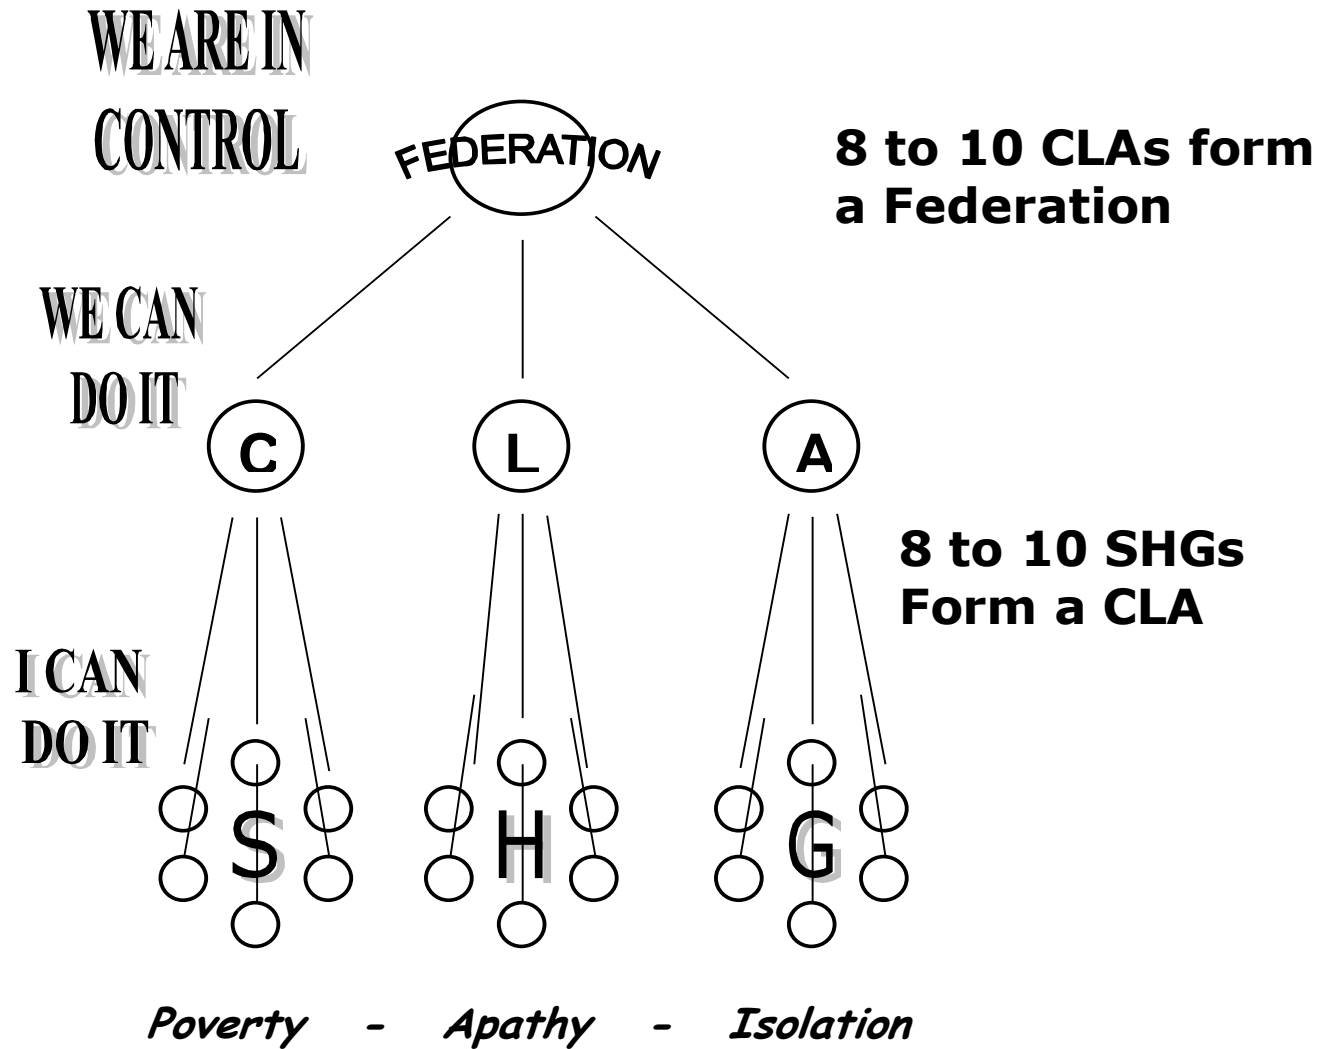 WE ARE IN
CONTROL
FEDERATION
8 to 10 CLAs form
a Federation
WE CAN
DO IT
C L A
8 to 10 SHGs
Form a CLA
I CAN
DO IT
S H G
Poverty - Apathy - Isolation